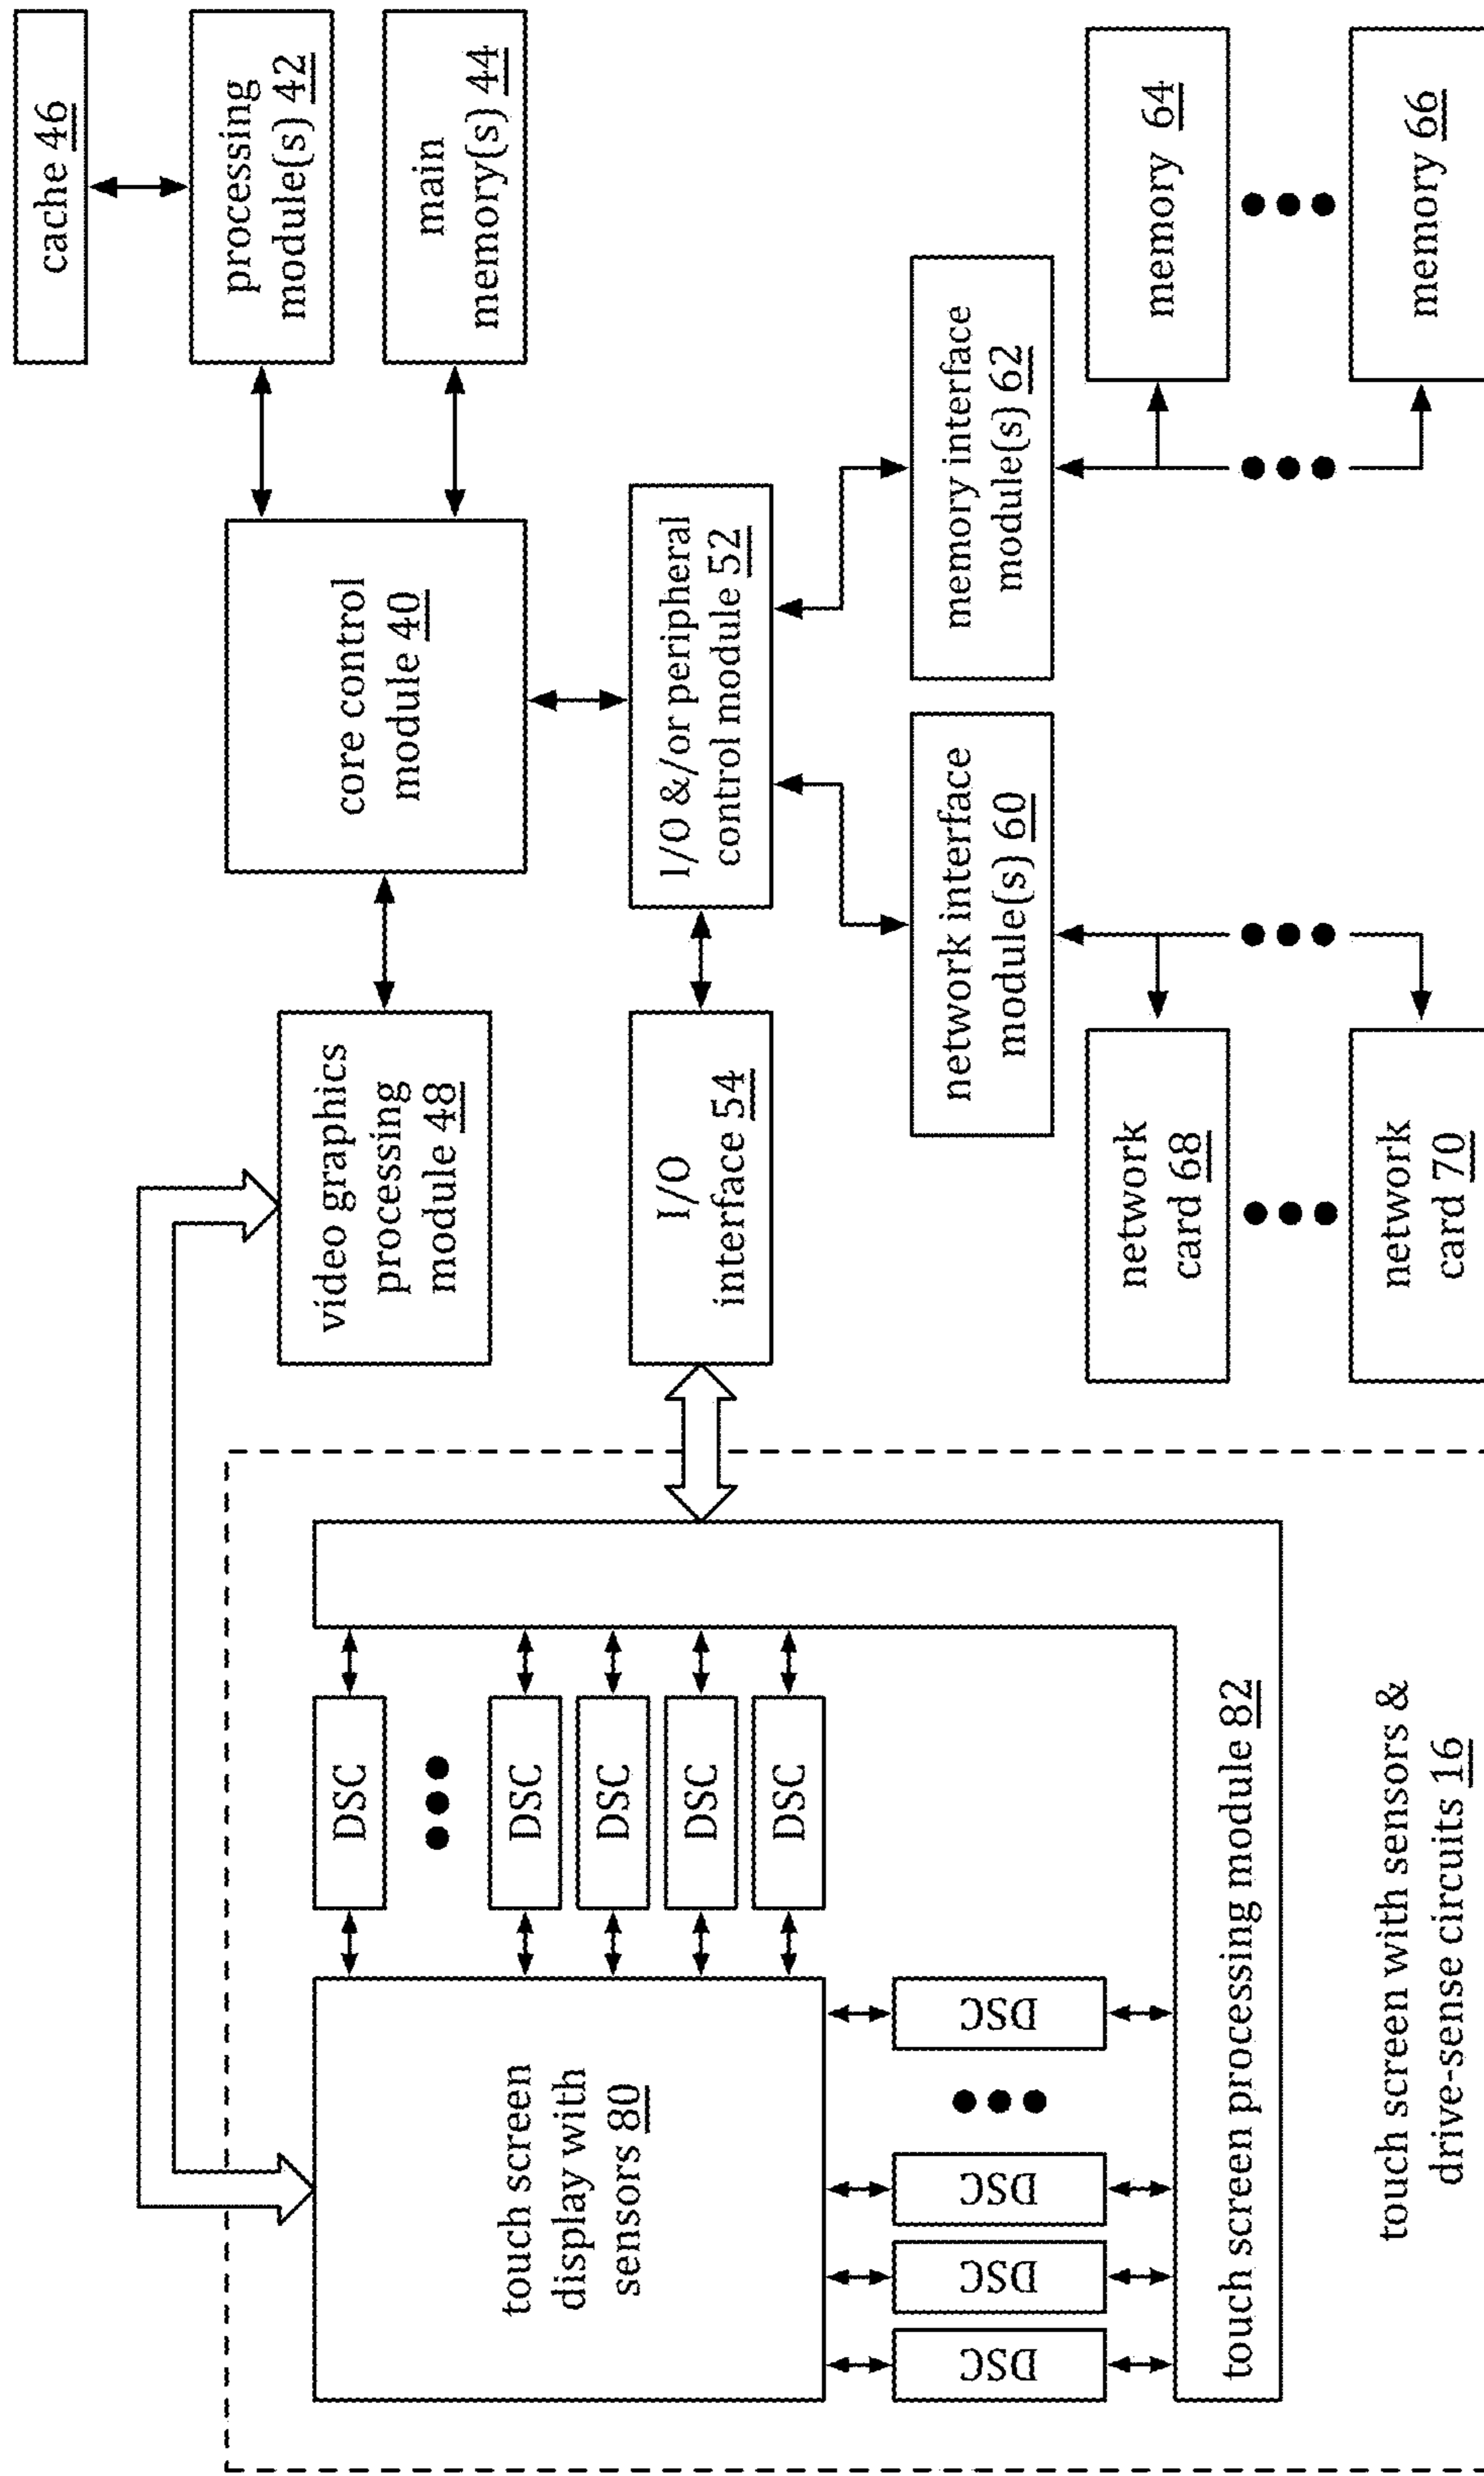 cache 46
processing
module(s) 42
main
memory(s) 44
core control
module 40
video graphics
processing
module 48
I/O &/or peripheral
control module 52
I/O
interface 54
memory interface
module(s) 62
network interface
module(s) 60
memory 64
memory 66
network
card 68
network
card 70
touch screen
display with
sensors 80
DSC
DSC
DSC
DSC
DSC
DSC
DSC
DSC
DSC
touch screen processing module 82
touch screen with sensors &
drive-sense circuits 16